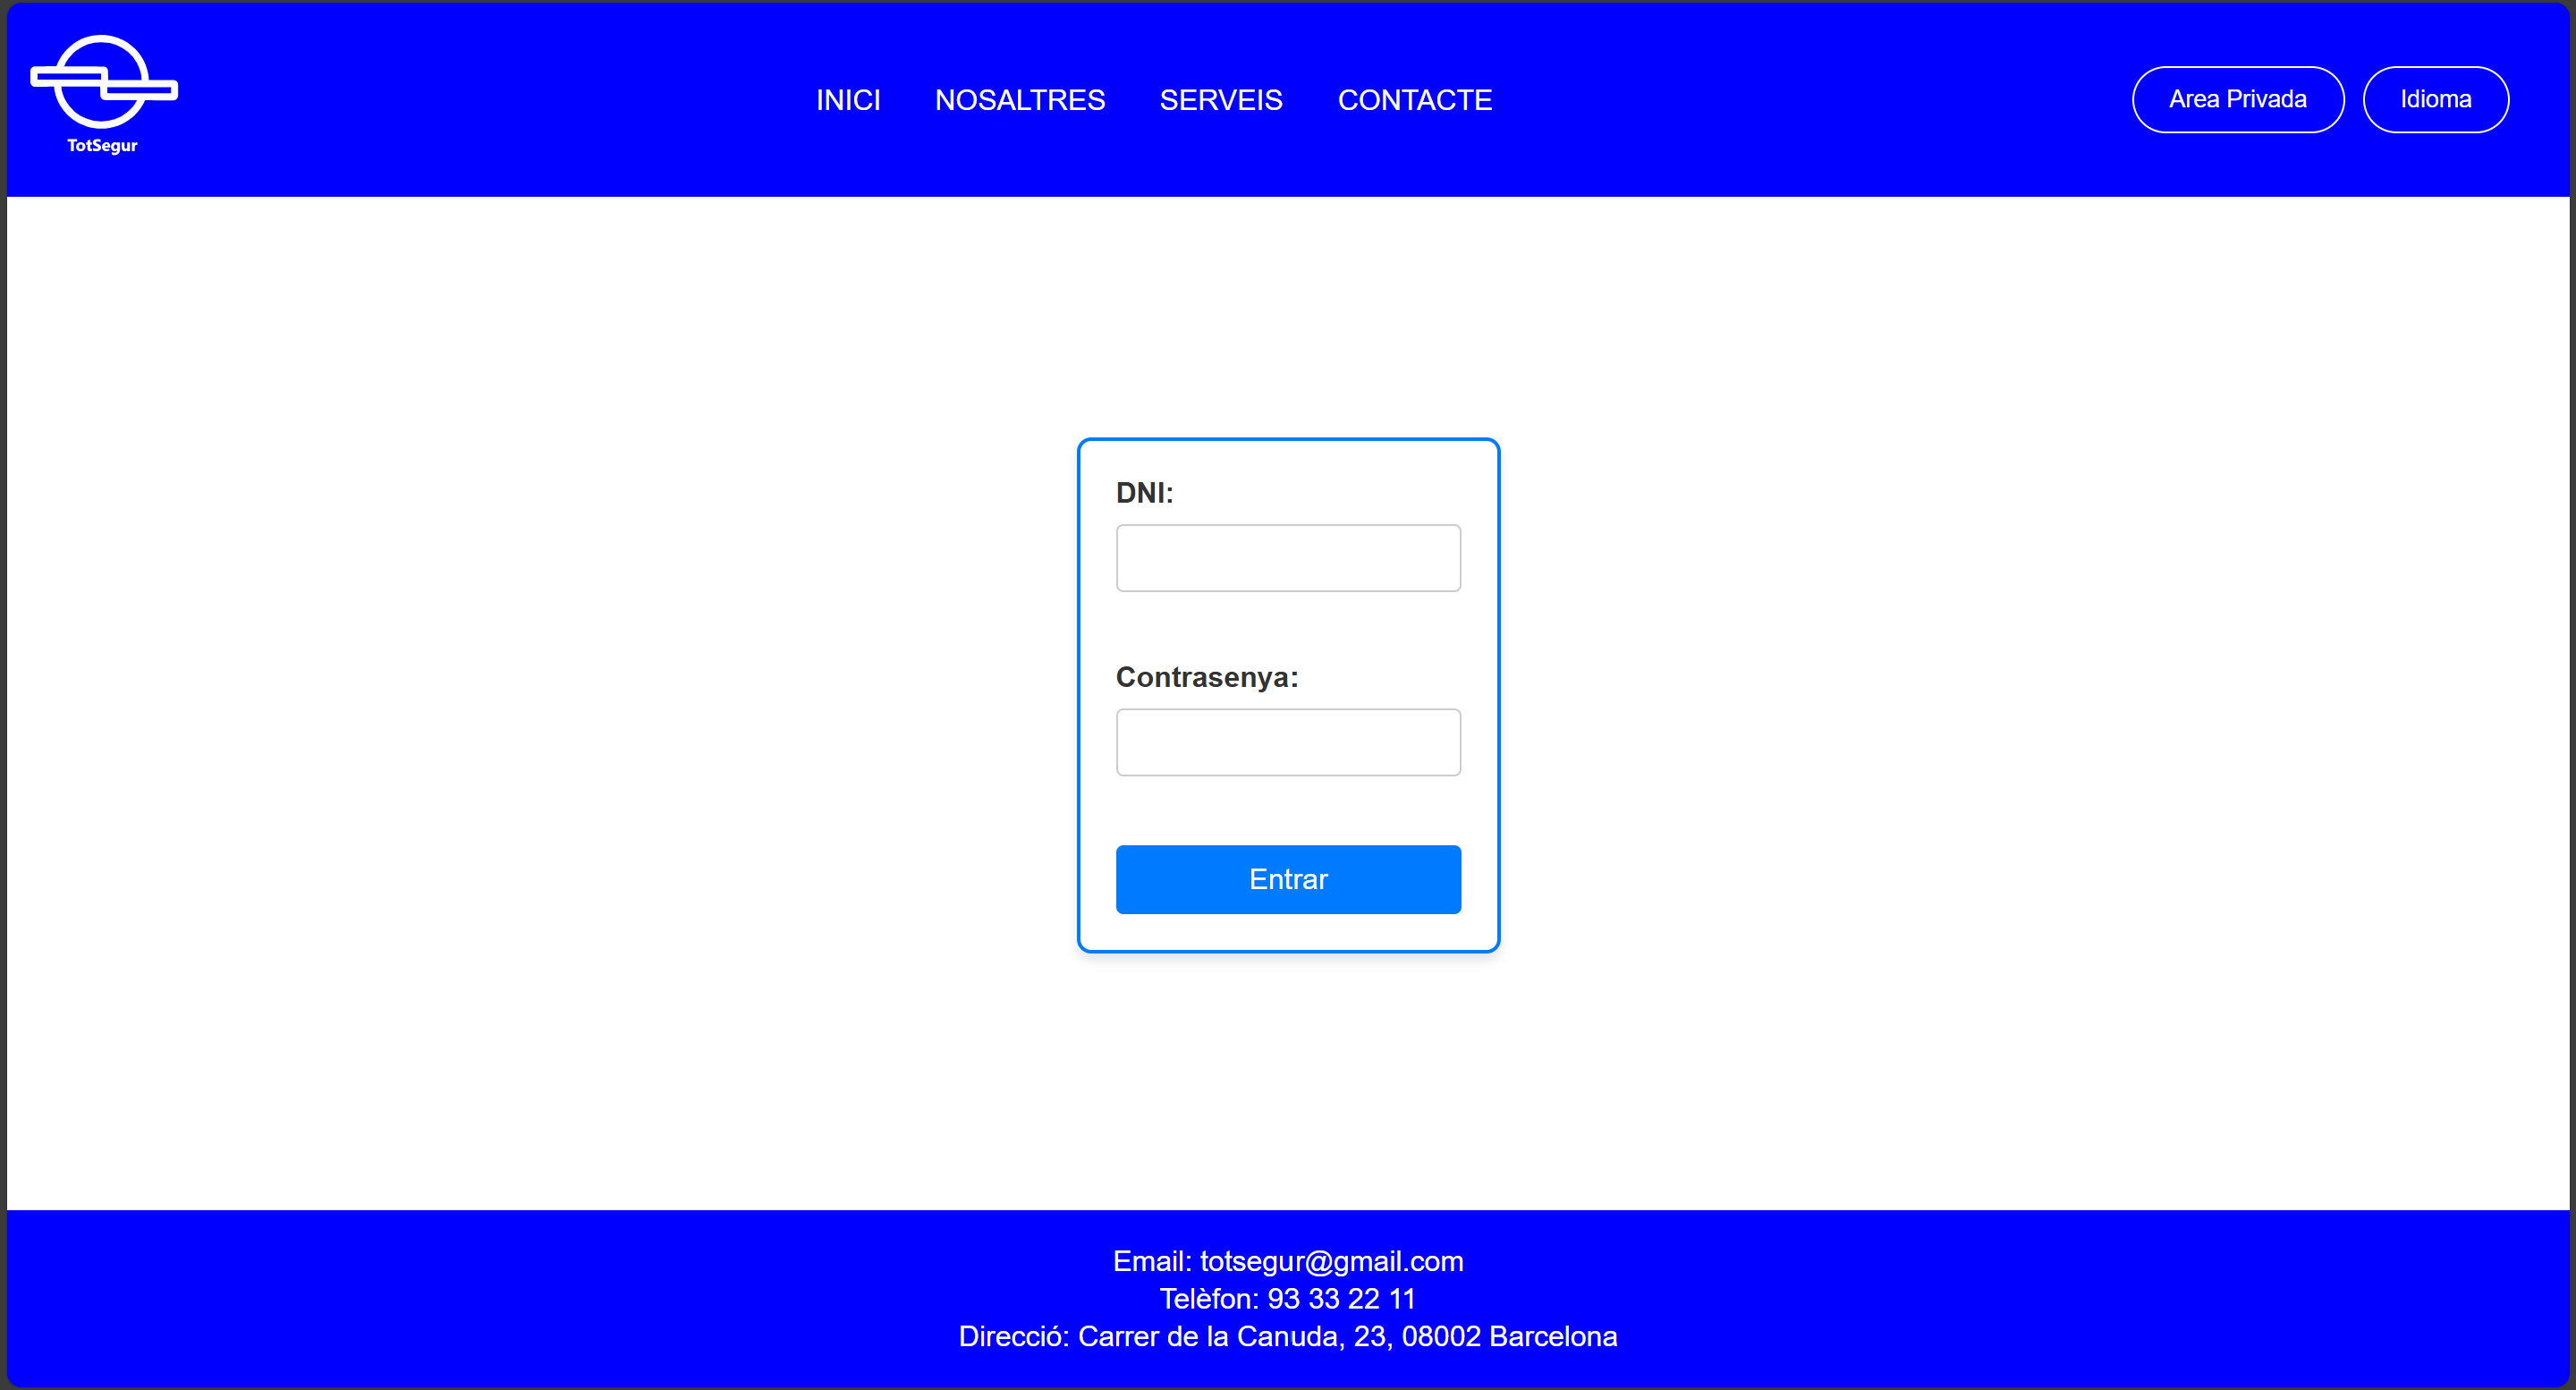 TotSegur
INICI NOSALTRES SERVEIS CONTACTE
Area Privada Idioma
DNI:
Contrasenya:
Entrar
Email: totsegur@gmail.com
Telèfon: 93 33 22 11
Direcció: Carrer de la Canuda, 23, 08002 Barcelona